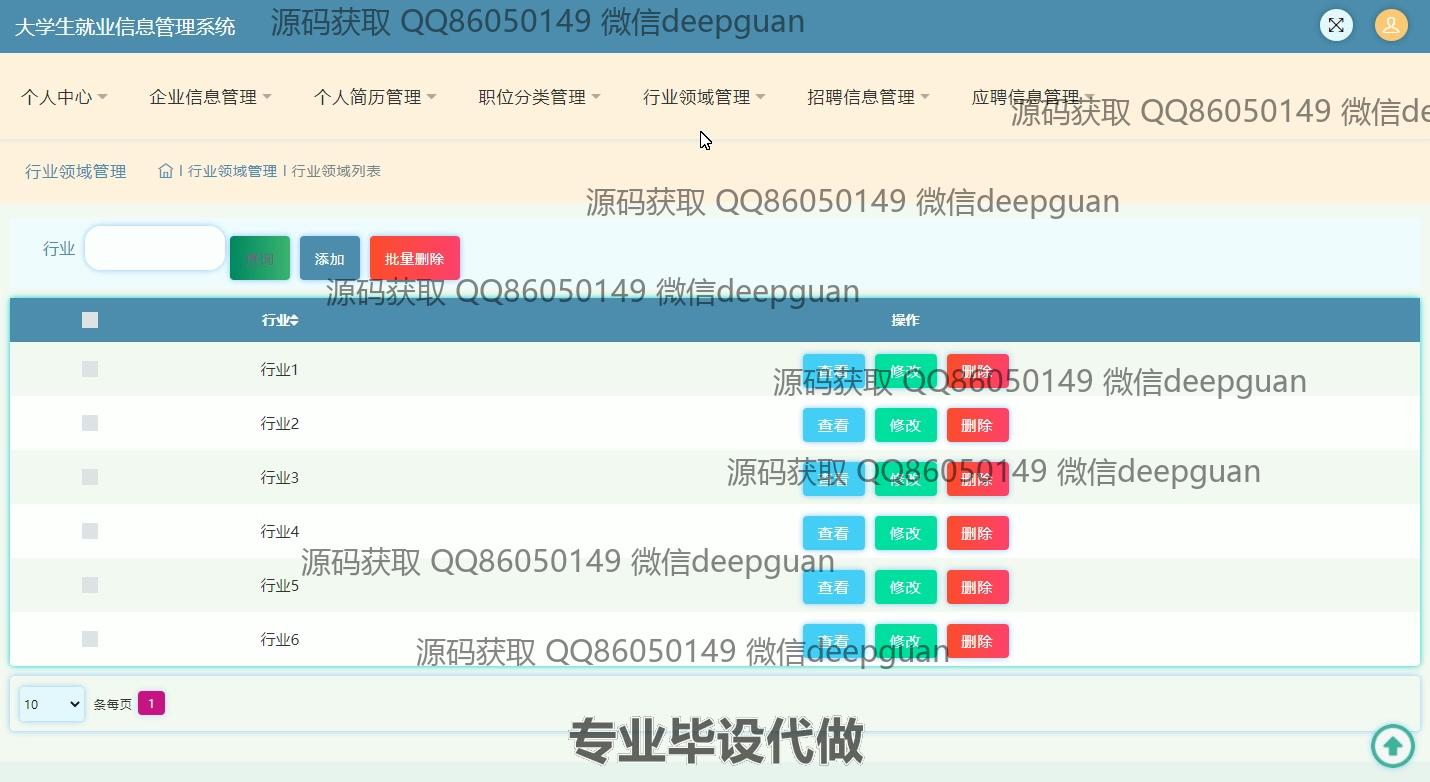 大学生就业信息管理系统
源码获取 QQ86050149 微信deepguan
个人中心 企业信息管理 个人简历管理 职位分类管理 行业领域管理 招聘信息管理 应聘信息管理
源码获取 QQ86050149 微信de
行业领域管理 行业领域管理 行业领域列表
源码获取 QQ86050149 微信deepguan
行业 查询 添加 批量删除
源码获取 QQ86050149 微信deepguan
行业 操作
行业1 查看 修改 删除
源码获取 QQ86050149 微信deepguan
行业2 查看 修改 删除
行业3 查看 修改 删除
源码获取 QQ86050149 微信deepguan
行业4 查看 修改 删除
源码获取 QQ86050149 微信deepguan
行业5 查看 修改 删除
行业6 查看 修改 删除
源码获取 QQ86050149 微信deepguan
10 条每页 1
专业毕设代做